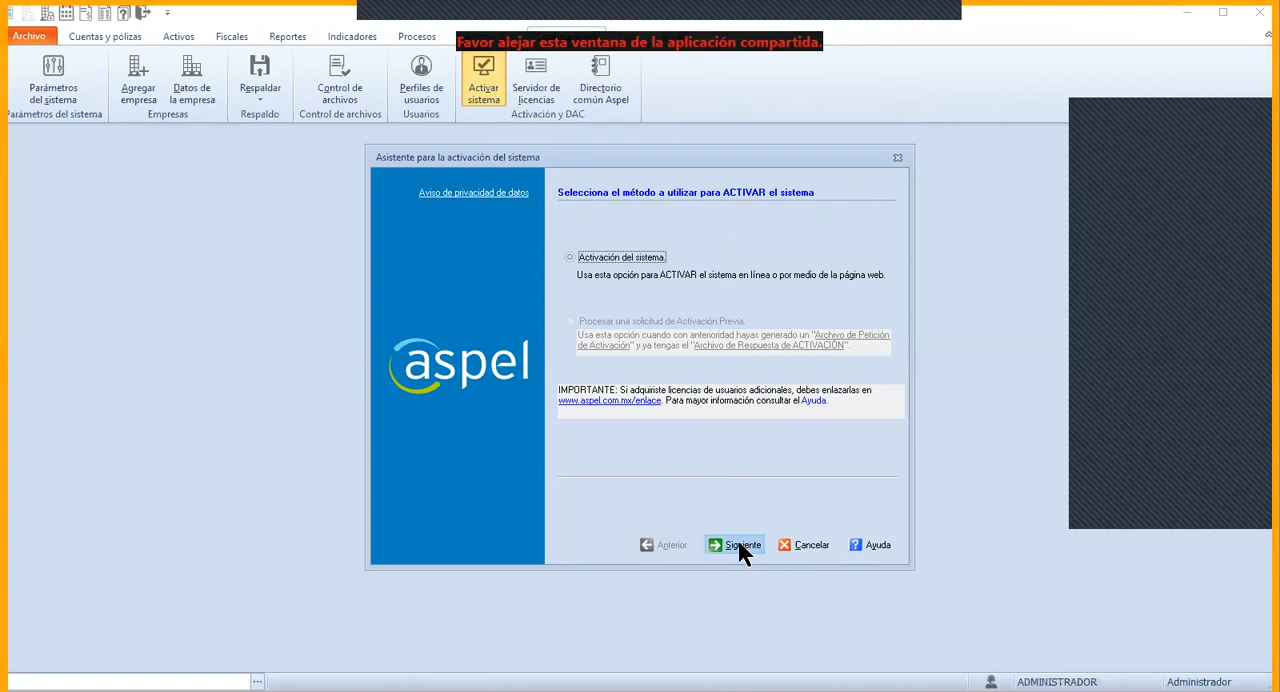 Favor alejar esta ventana de la aplicación compartida.
Archivo
Cuentas y pólizas
Activos
Fiscales
Reportes
Indicadores
Procesos
Parámetros del sistema
Agregar empresa
Datos de la empresa
Respaldar
Control de archivos
Perfiles de usuarios
Activar sistema
Servidor de licencias
Directorio común Aspel
Parámetros del sistema
Empresas
Respaldo
Control de archivos
Usuarios
Activación y DAC
Asistente para la activación del sistema
Aviso de privacidad de datos
aspel
Selecciona el método a utilizar para ACTIVAR el sistema
Activación del sistema.
Usa esta opción para ACTIVAR el sistema en línea o por medio de la página web.
Procesar una solicitud de Activación Previa.
Usa esta opción cuando con anterioridad hayas generado un "Archivo de Petición
de Activación" y ya tengas el "Archivo de Respuesta de ACTIVACIÓN".
IMPORTANTE: Si adquiriste licencias de usuarios adicionales, debes enlazarlas en
www.aspel.com.mx/enlace. Para mayor información consultar el Ayuda.
Anterior
Siguiente
Cancelar
Ayuda
ADMINISTRADOR
Administrador